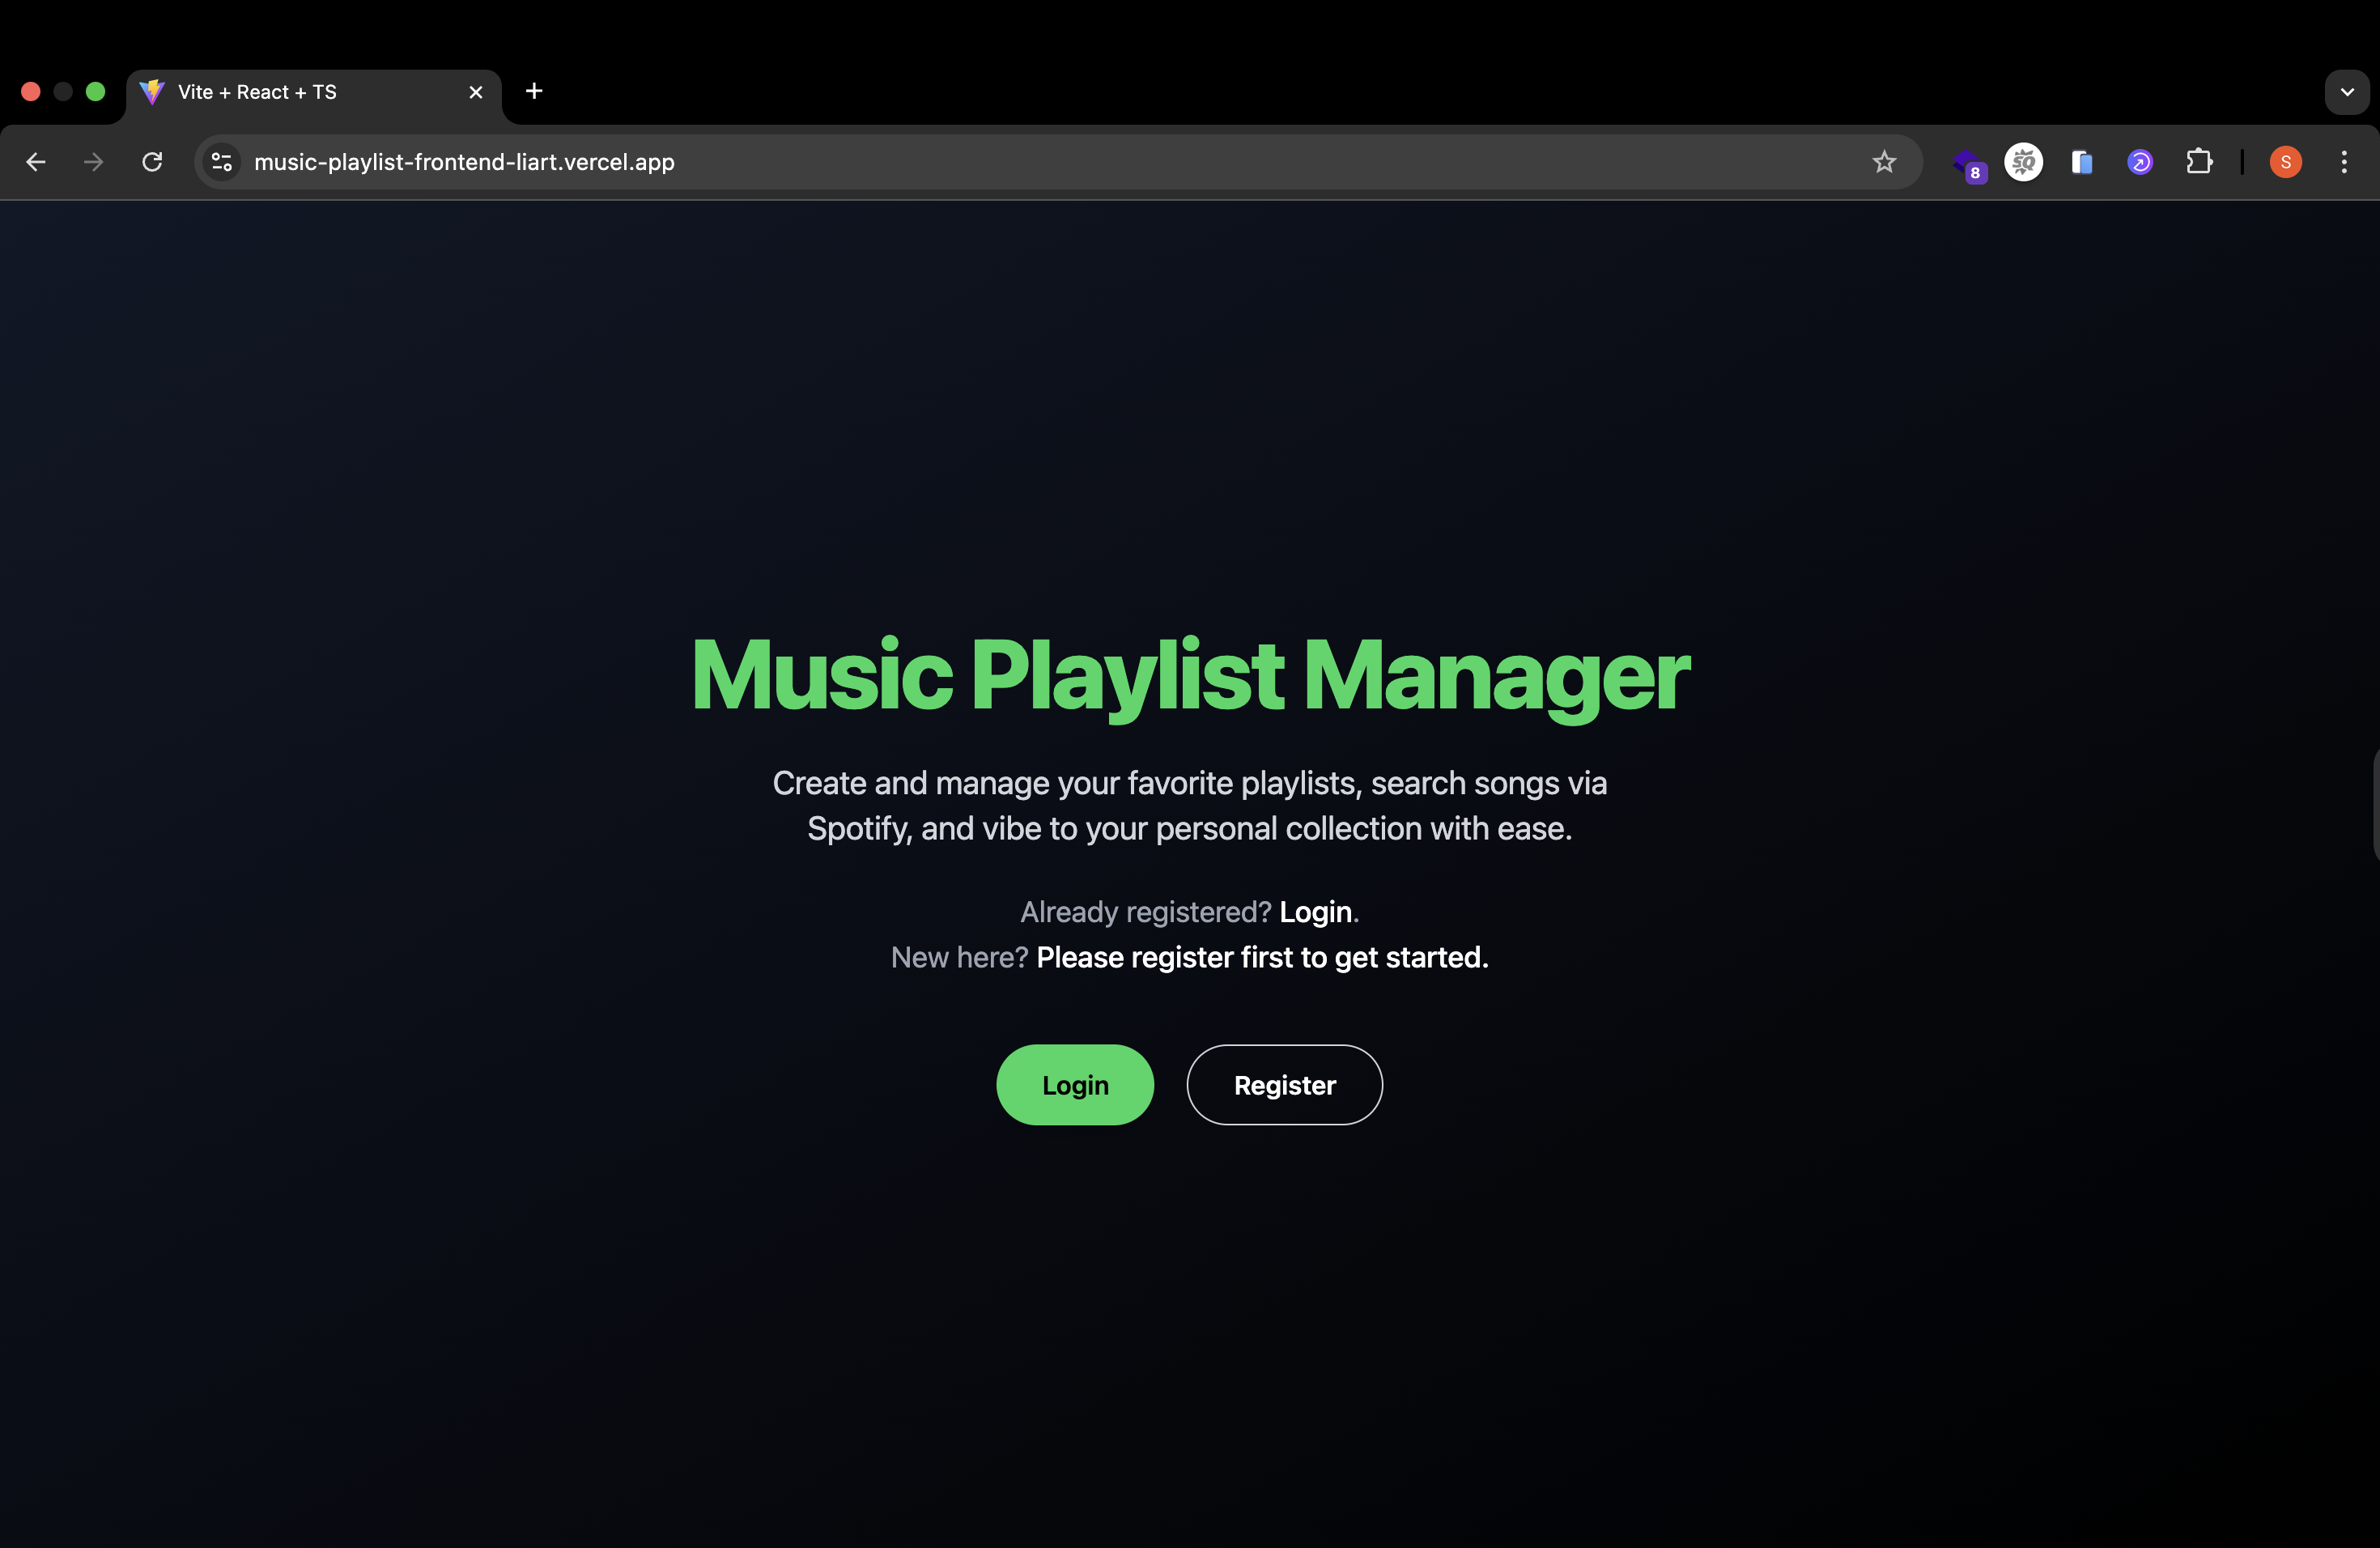 Vite + React + TS
music-playlist-frontend-liart.vercel.app
8
SQ
S
Music Playlist Manager
Create and manage your favorite playlists, search songs via
Spotify, and vibe to your personal collection with ease.
Already registered? Login.
New here? Please register first to get started.
Login
Register